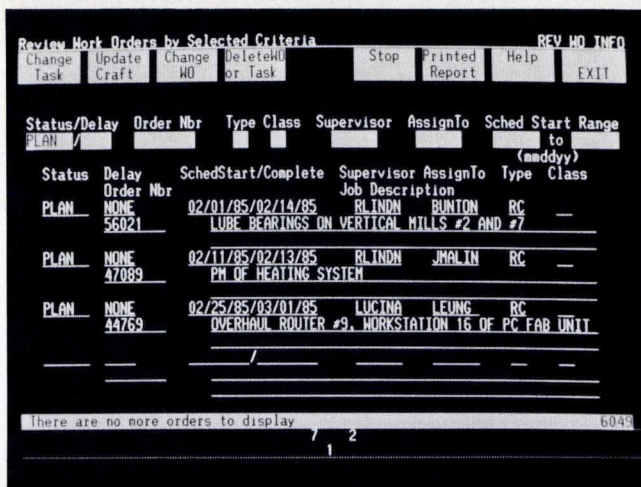 Review Work Orders by Selected Criteria REV WO INFO
Change Task Update Craft Change WO DeleteWO or Task Stop Printed Report Help EXIT
Status/Delay Order Nbr Type Class Supervisor AssignTo Sched Start Range
PLAN / to
(mmddyy)
Status Delay SchedStart/Complete Supervisor AssignTo Type Class
Order Nbr Job Description
PLAN NONE 02/01/85/02/14/85 RLINDN BUNTON RC
56021 LUBE BEARINGS ON VERTICAL MILLS #2 AND #7
PLAN NONE 02/11/85/02/13/85 RLINDN JMALIN RC
47089 PM OF HEATING SYSTEM
PLAN NONE 02/25/85/03/01/85 LUCINA LEUNG RC
44769 OVERHAUL ROUTER #9, WORKSTATION 16 OF PC FAB UNIT
/
There are no more orders to display 6049
7 2
1